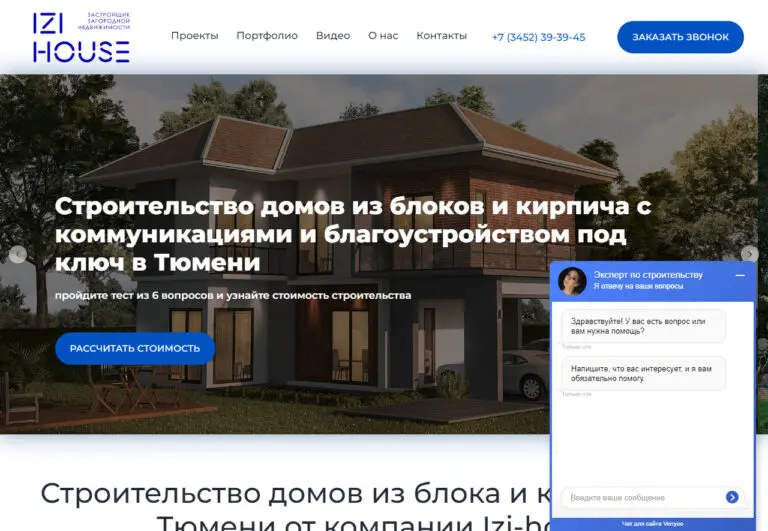 IZI
HOUSE
ЗАСТРОЙЩИК
ЗАГОРОДНОЙ
НЕДВИЖИМОСТИ
Проекты Портфолио Видео О нас Контакты +7 (3452) 39-39-45 ЗАКАЗАТЬ ЗВОНОК
Строительство домов из блоков и кирпича с
коммуникациями и благоустройством под
ключ в Тюмени
пройдите тест из 6 вопросов и узнайте стоимость строительства
РАССЧИТАТЬ СТОИМОСТЬ
Эксперт по строительству
Я отвечу на ваши вопросы
Здравствуйте! У вас есть вопрос или
вам нужна помощь?
Только что
Напишите, что вас интересует, и я вам
обязательно помогу.
Только что
Введите ваше сообщение
Чат для сайта Venyoo
Строительство домов из блока и к
Тюмени от компании Izi-ho